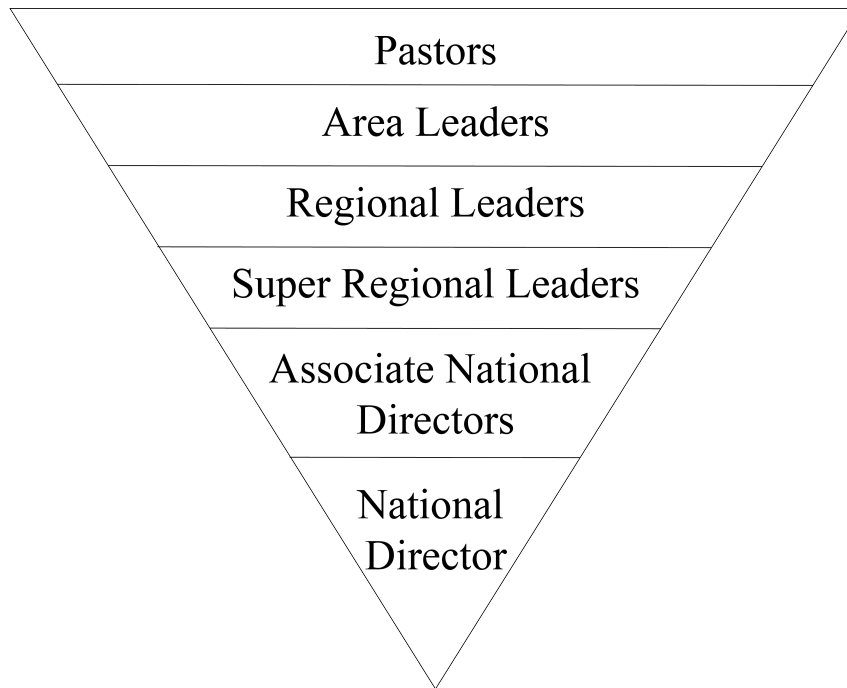 Pastors
Area Leaders
Regional Leaders
Super Regional Leaders
Associate National
Directors
National
Director